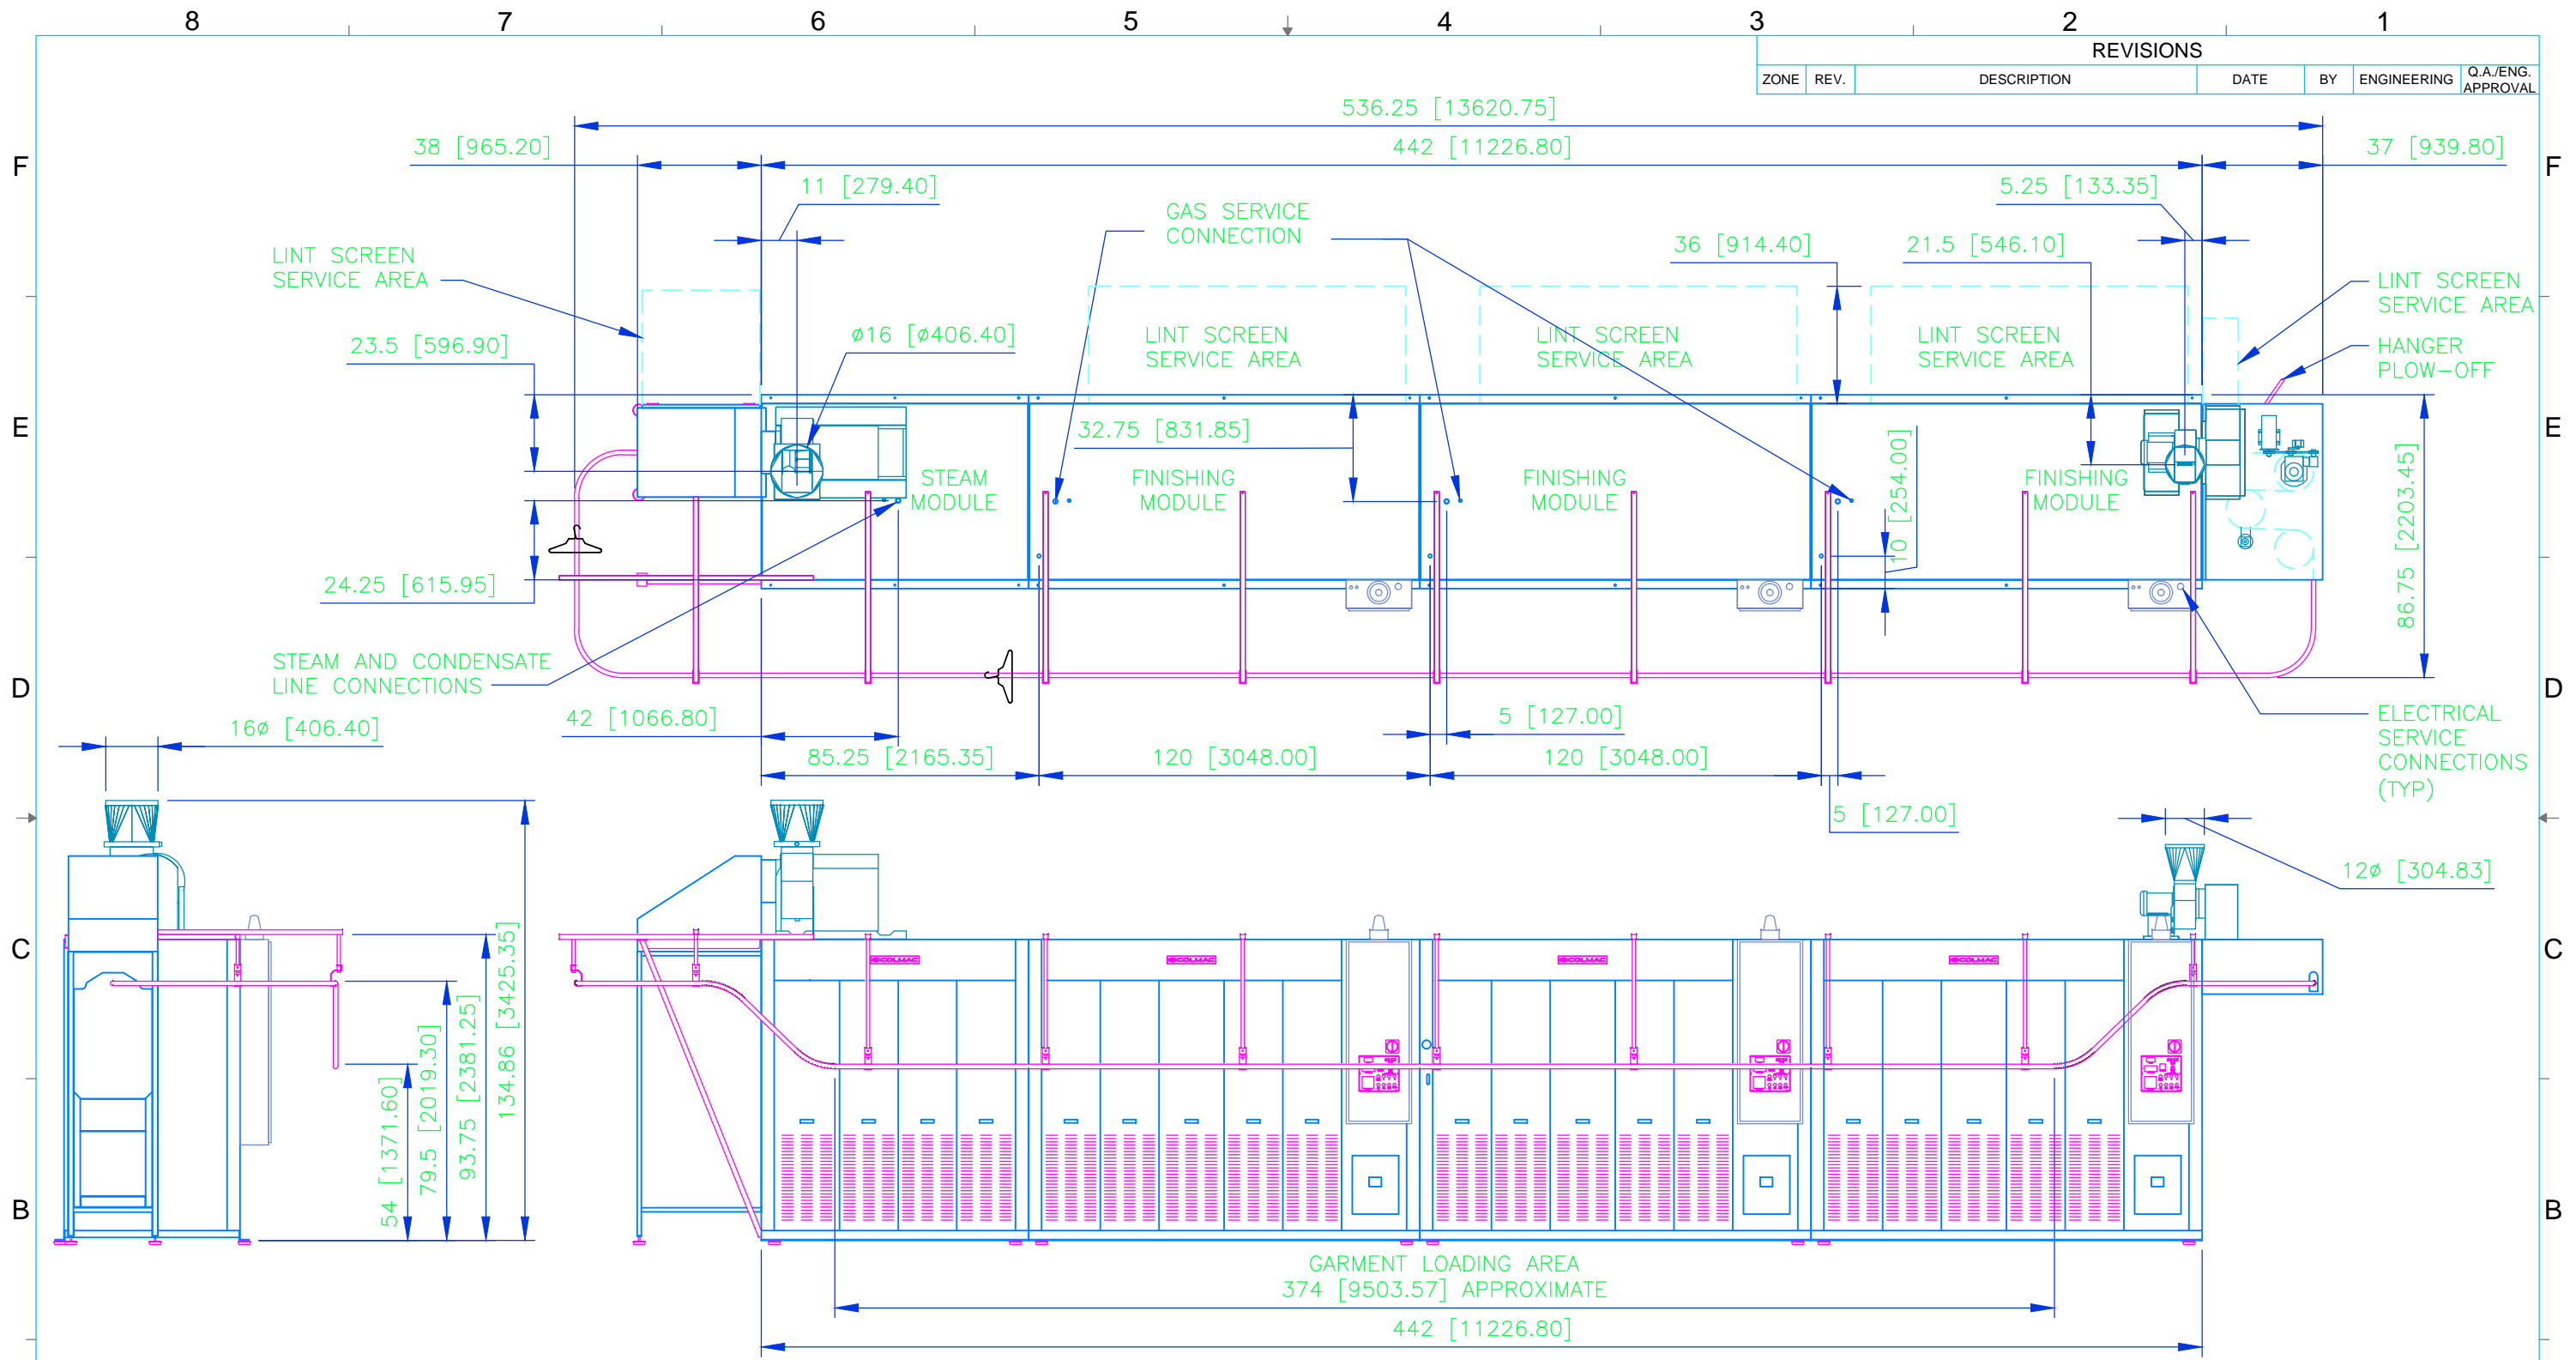 8 7 6 5 4 3 2 1
REVISIONS
ZONE REV. DESCRIPTION DATE BY ENGINEERING Q.A./ENG. APPROVAL
536.25 [13620.75]
F 38 [965.20] 442 [11226.80] 37 [939.80] F
11 [279.40]
5.25 [133.35]
GAS SERVICE
CONNECTION
36 [914.40]
21.5 [546.10]
LINT SCREEN
SERVICE AREA
LINT SCREEN
SERVICE AREA
23.5 [596.90]
ø16 [ø406.40]
LINT SCREEN
SERVICE AREA
LINT SCREEN
SERVICE AREA
LINT SCREEN
SERVICE AREA
HANGER
PLOW-OFF
E E
32.75 [831.85]
STEAM
MODULE
FINISHING
MODULE
FINISHING
MODULE
FINISHING
MODULE
10 [254.00]
86.75 [2203.45]
24.25 [615.95]
STEAM AND CONDENSATE
LINE CONNECTIONS
D D
16ø [406.40]
42 [1066.80]
5 [127.00]
ELECTRICAL
SERVICE
CONNECTIONS
(TYP)
85.25 [2165.35] 120 [3048.00] 120 [3048.00]
5 [127.00]
12ø [304.83]
C C
COLMAC COLMAC COLMAC COLMAC
54 [1371.60]
79.5 [2019.30]
93.75 [2381.25]
134.86 [3425.35]
B B
GARMENT LOADING AREA
374 [9503.57] APPROXIMATE
442 [11226.80]